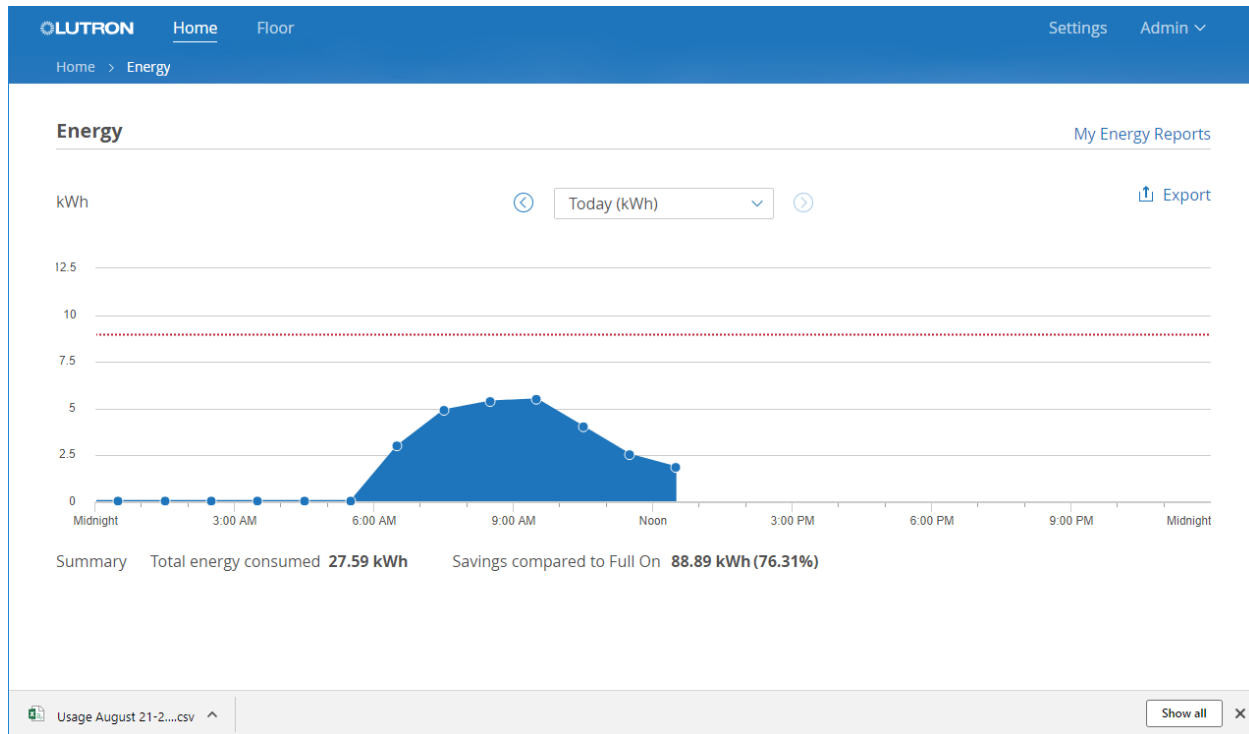 LUTRON Home Floor Settings Admin
Home > Energy
Energy
My Energy Reports
kWh
Today (kWh)
Export
12.5
10
7.5
5
2.5
0
Midnight 3:00 AM 6:00 AM 9:00 AM Noon 3:00 PM 6:00 PM 9:00 PM Midnight
Summary Total energy consumed 27.59 kWh Savings compared to Full On 88.89 kWh (76.31%)
Usage August 21-2....csv
Show all